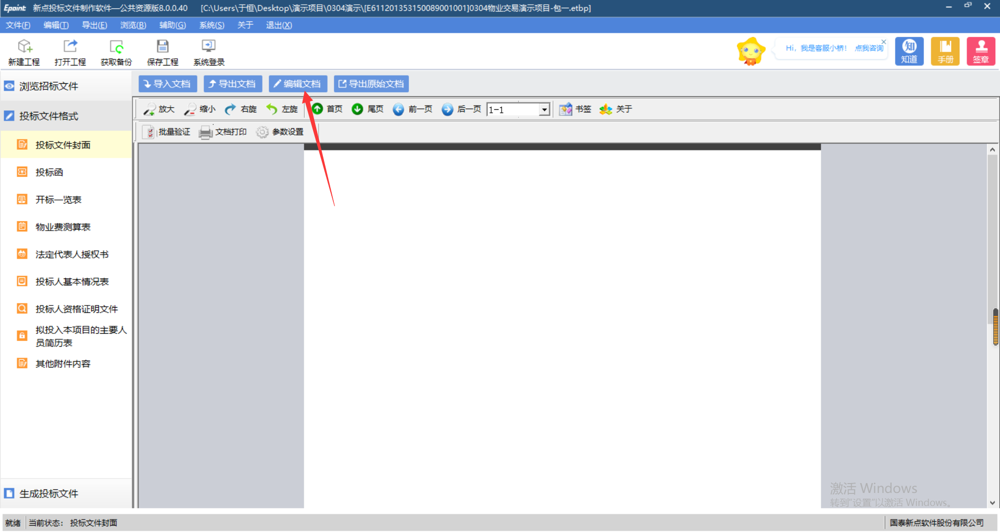 Epoint 新点投标文件制作软件—公共资源版8.0.0.40 [C:\Users\于恒\Desktop\演示项目\0304演示\[E6112013531500890010​01]0304物业交易演示项目-包一.etbp]
文件(F) 编辑(T) 导出(E) 浏览(B) 辅助(G) 系统(S) 关于 退出(X)
新建工程 打开工程 获取备份 保存工程 系统登录
Hi，我是客服小桥！ 点我咨询
知
知道 手册 签章
浏览招标文件
投标文件格式
投标文件封面
投标函
开标一览表
物业费测算表
法定代表人授权书
投标人基本情况表
投标人资格证明文件
拟投入本项目的主要人
员简历表
其他附件内容
生成投标文件
导入文档 导出文档 编辑文档 导出原始文档
放大 缩小 右旋 左旋 首页 尾页 前一页 后一页 1-1 书签 关于
批量验证 文档打印 参数设置
激活 Windows
转到"设置"以激活 Windows。
就绪 当前状态： 投标文件封面 国泰新点软件股份有限公司